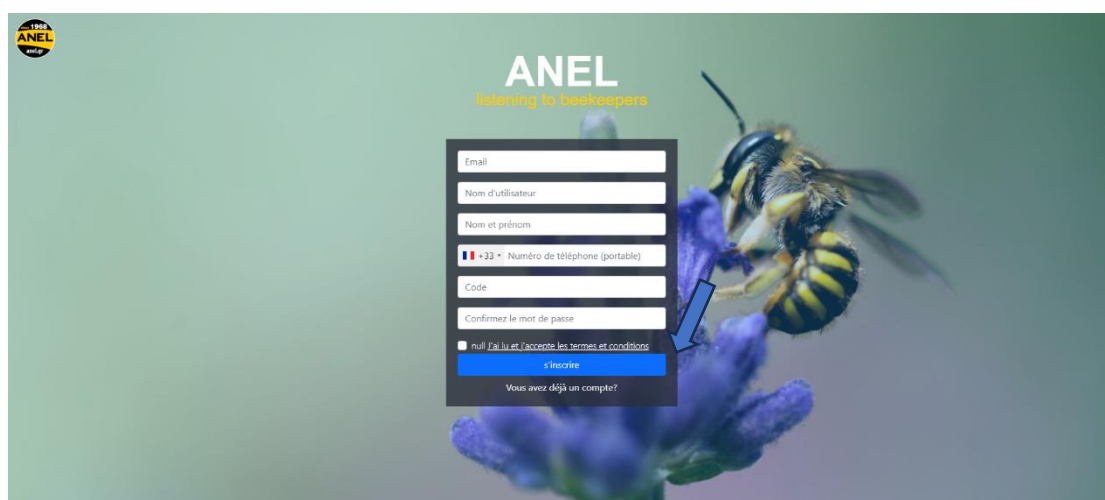 1968
ANEL
anel.gr
ANEL
listening to beekeepers
Email
Nom d'utilisateur
Nom et prénom
+33 Numéro de téléphone (portable)
Code
Confirmez le mot de passe
null J'ai lu et j'accepte les termes et conditions
s'inscrire
Vous avez déjà un compte?